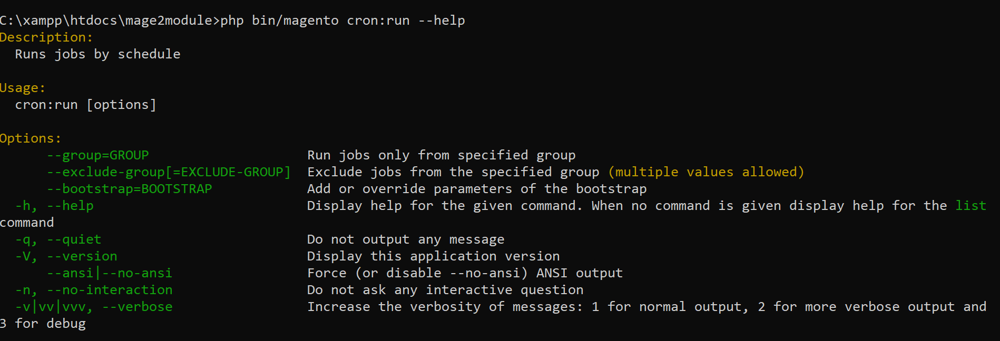 C:\xampp\htdocs\mage2module>php bin/magento cron:run --help
Description:
  Runs jobs by schedule

Usage:
  cron:run [options]

Options:
      --group=GROUP                    Run jobs only from specified group
      --exclude-group[=EXCLUDE-GROUP]  Exclude jobs from the specified group (multiple values allowed)
      --bootstrap=BOOTSTRAP            Add or override parameters of the bootstrap
  -h, --help                           Display help for the given command. When no command is given display help for the list
command
  -q, --quiet                          Do not output any message
  -V, --version                        Display this application version
      --ansi|--no-ansi                 Force (or disable --no-ansi) ANSI output
  -n, --no-interaction                 Do not ask any interactive question
  -v|vv|vvv, --verbose                 Increase the verbosity of messages: 1 for normal output, 2 for more verbose output and
3 for debug